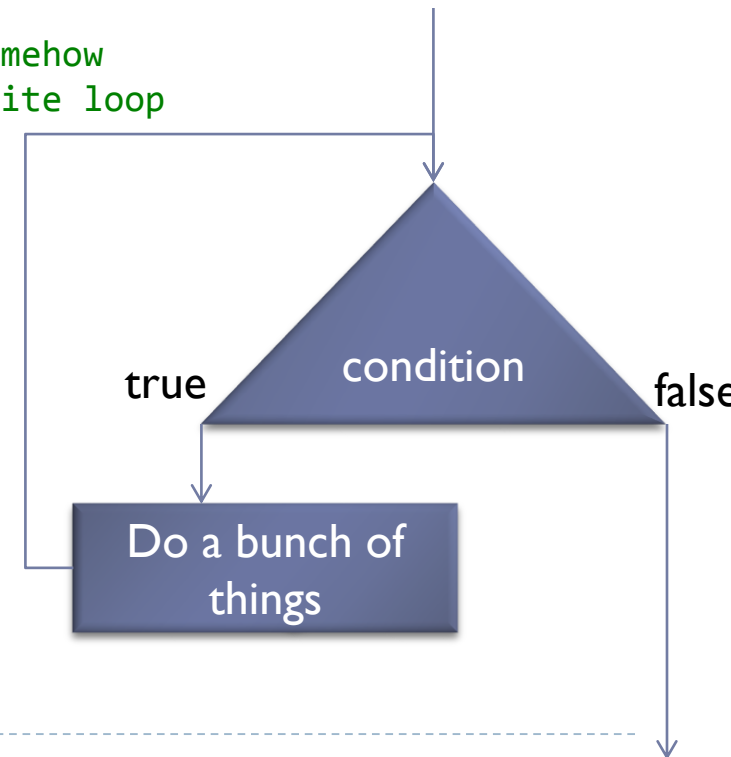 mehow
ite loop
condition
true
false
Do a bunch of
things